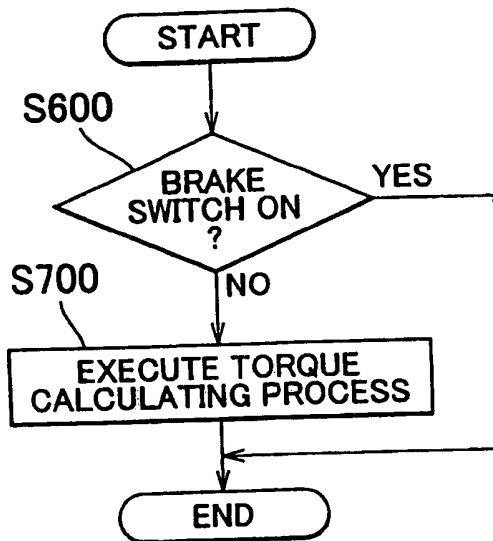 START
S600
BRAKE
SWITCH ON
?
YES
NO
S700
EXECUTE TORQUE
CALCULATING PROCESS
END